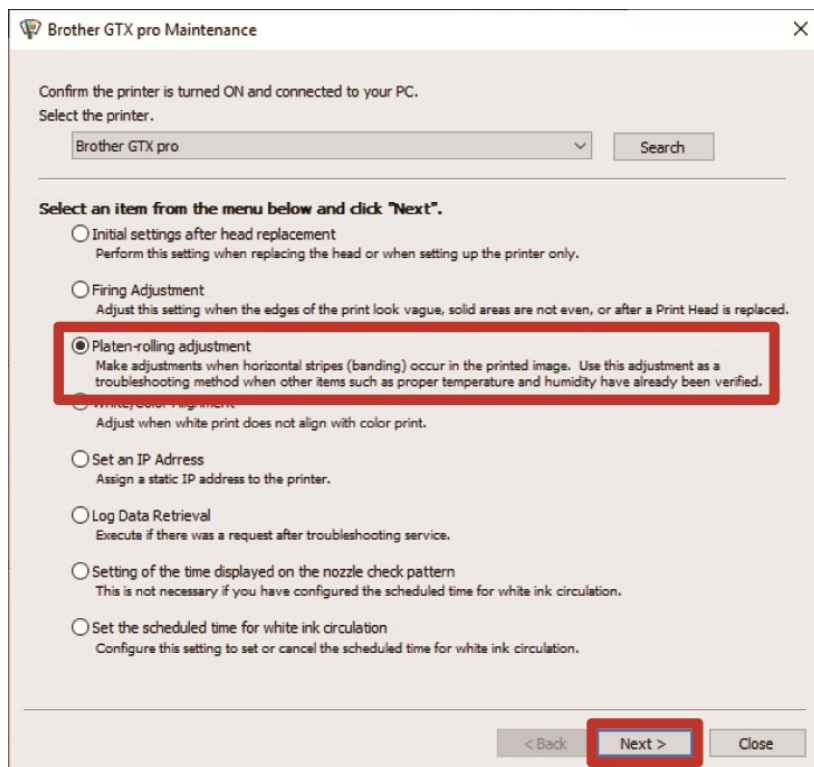 Brother GTX pro Maintenance
Confirm the printer is turned ON and connected to your PC.
Select the printer.
Brother GTX pro
Search
Select an item from the menu below and click "Next".
Initial settings after head replacement
Perform this setting when replacing the head or when setting up the printer only.
Firing Adjustment
Adjust this setting when the edges of the print look vague, solid areas are not even, or after a Print Head is replaced.
Platen-rolling adjustment
Make adjustments when horizontal stripes (banding) occur in the printed image. Use this adjustment as a
troubleshooting method when other items such as proper temperature and humidity have already been verified.
White/Color Alignment
Adjust when white print does not align with color print.
Set an IP Adrress
Assign a static IP address to the printer.
Log Data Retrieval
Execute if there was a request after troubleshooting service.
Setting of the time displayed on the nozzle check pattern
This is not necessary if you have configured the scheduled time for white ink circulation.
Set the scheduled time for white ink circulation
Configure this setting to set or cancel the scheduled time for white ink circulation.
< Back Next > Close